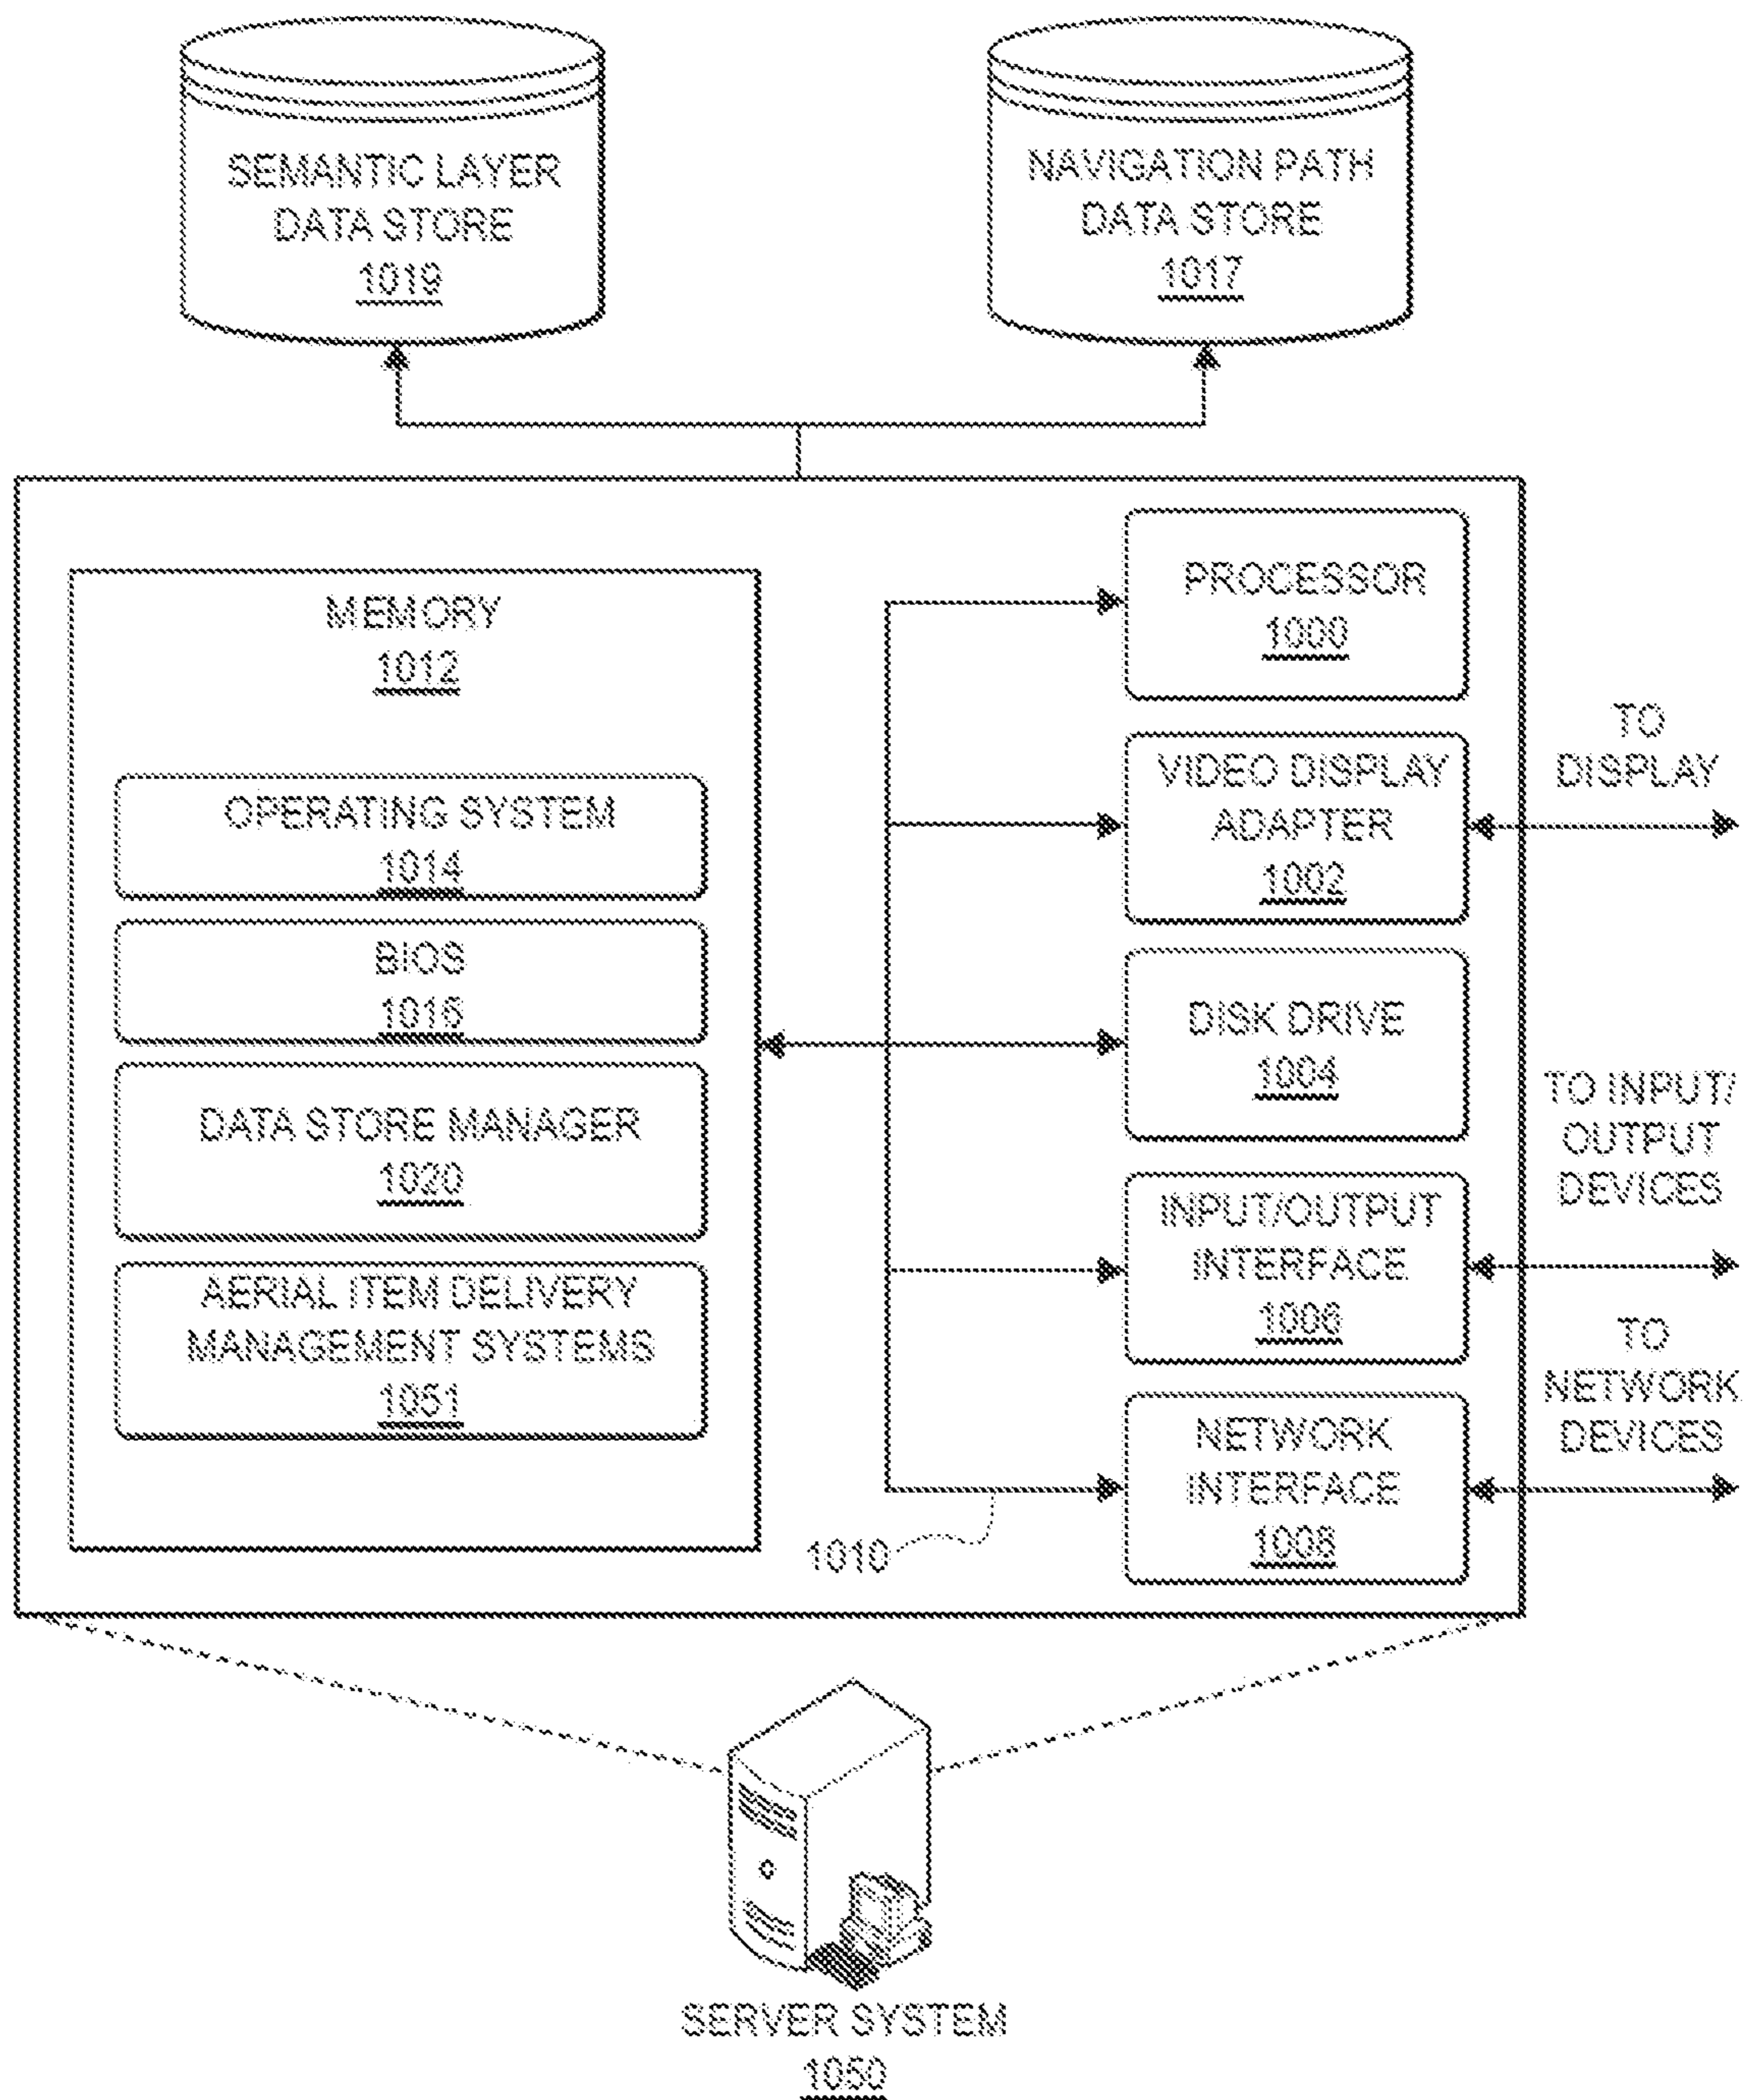 SEMANTIC LAYER
DATA STORE
1019
NAVIGATION PATH
DATA STORE
1017
MEMORY
1012
OPERATING SYSTEM
1014
BIOS
1016
DATA STORE MANAGER
1020
AERIAL ITEM DELIVERY
MANAGEMENT SYSTEMS
1051
PROCESSOR
1000
VIDEO DISPLAY
ADAPTER
1002
DISK DRIVE
1004
INPUT/OUTPUT
INTERFACE
1006
NETWORK
INTERFACE
1008
1010
TO
DISPLAY
TO INPUT/
OUTPUT
DEVICES
TO
NETWORK
DEVICES
SERVER SYSTEM
1050